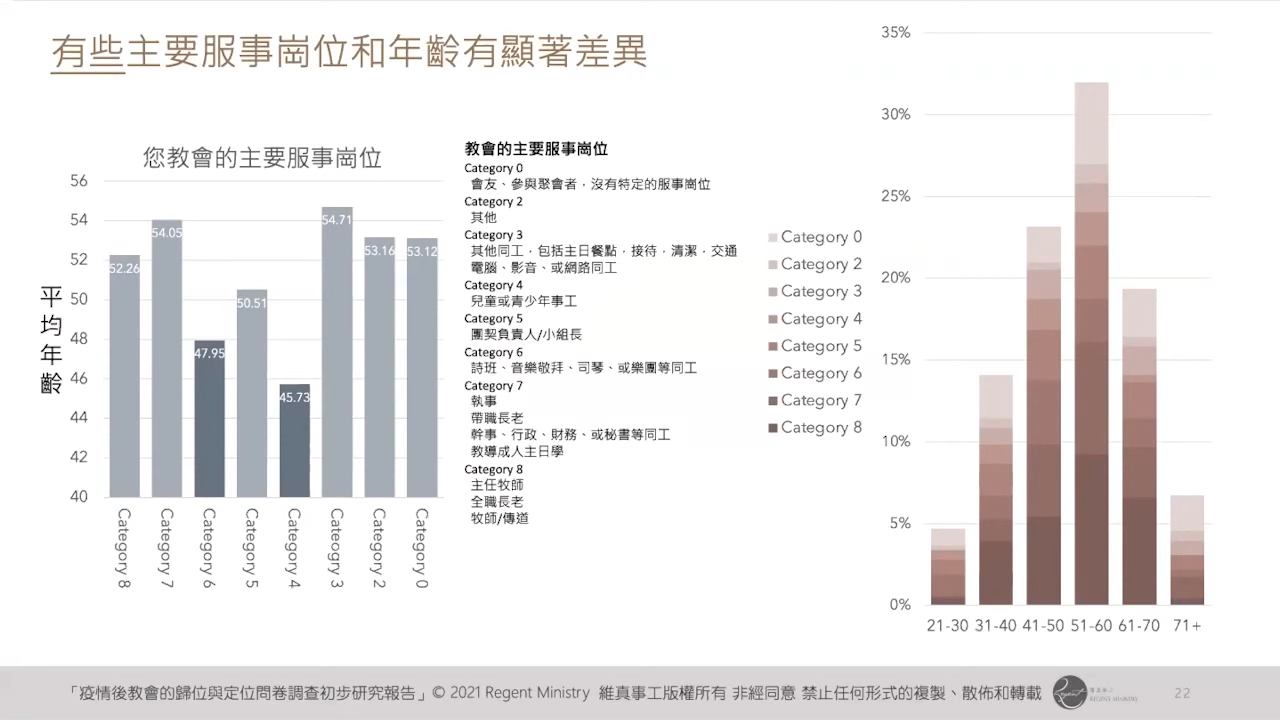 有些主要服事崗位和年齡有顯著差異
您教會的主要服事崗位
平均年齡
56
54
52
50
48
46
44
42
40
52.26
54.05
47.95
50.51
45.73
54.71
53.16
53.12
Category 8
Category 7
Category 6
Category 5
Category 4
Cateogry 3
Category 2
Category 0
教會的主要服事崗位
Category 0
會友、參與聚會者，沒有特定的服事崗位
Category 2
其他
Category 3
其他同工，包括主日餐點，接待，清潔，交通
電腦、影音、或網路同工
Category 4
兒童或青少年事工
Category 5
團契負責人/小組長
Category 6
詩班、音樂敬拜、司琴、或樂團等同工
Category 7
執事
帶職長老
幹事、行政、財務、或秘書等同工
教導成人主日學
Category 8
主任牧師
全職長老
牧師/傳道
Category 0
Category 2
Category 3
Category 4
Category 5
Category 6
Category 7
Category 8
35%
30%
25%
20%
15%
10%
5%
0%
21-30 31-40 41-50 51-60 61-70 71+
「疫情後教會的歸位與定位問卷調查初步研究報告」© 2021 Regent Ministry 維真事工版權所有 非經同意 禁止任何形式的複製、散佈和轉載
Regent
REGENT MINISTRY
22